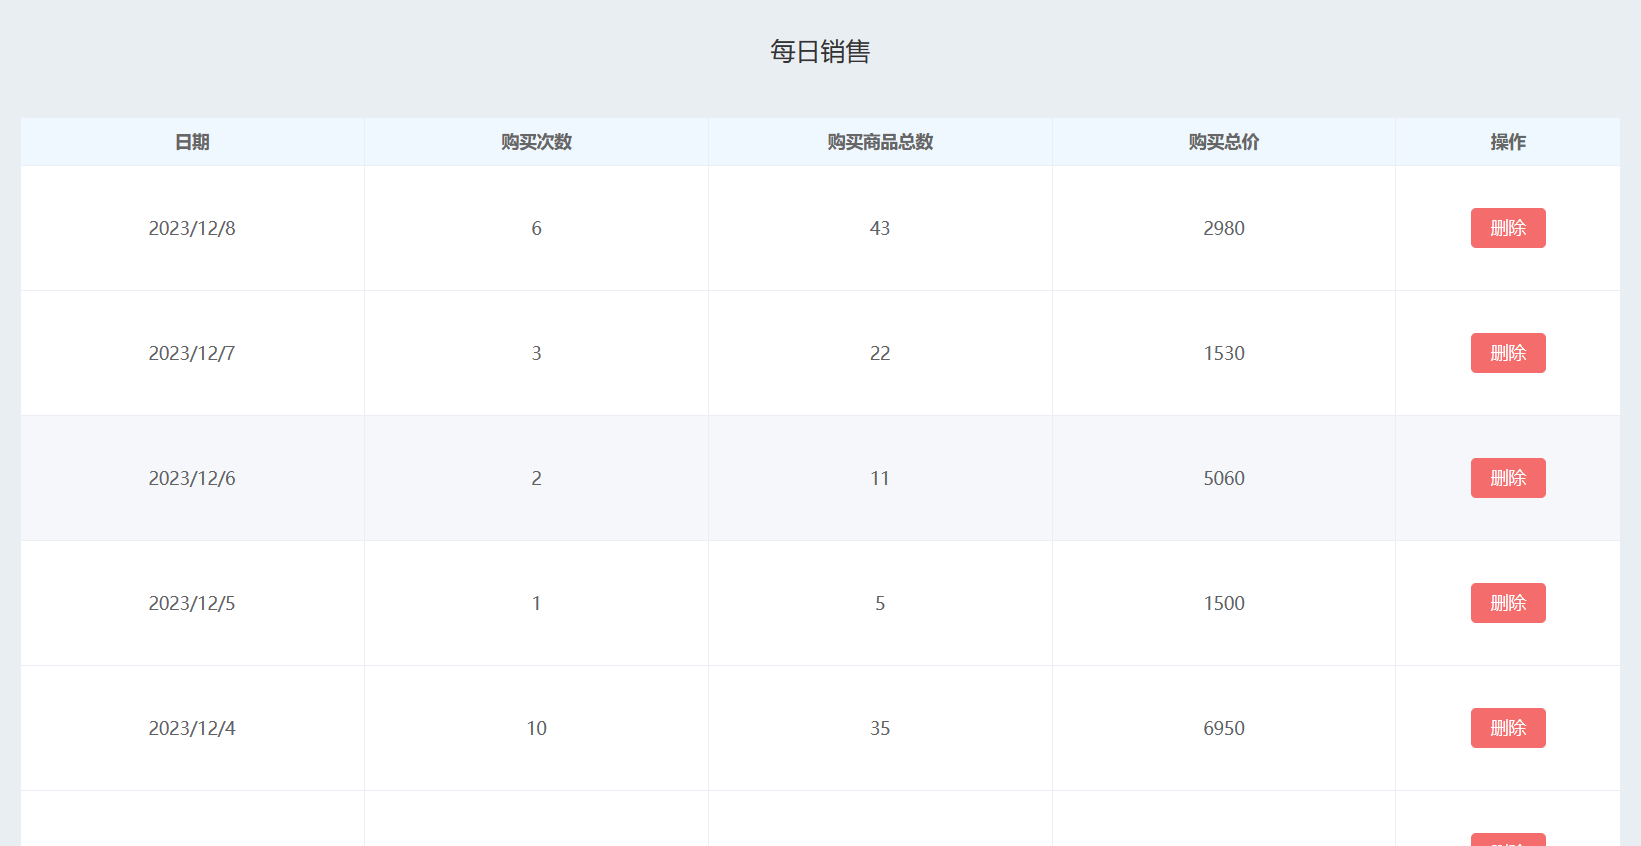 每日销售
日期 购买次数 购买商品总数 购买总价 操作
2023/12/8 6 43 2980 删除
2023/12/7 3 22 1530 删除
2023/12/6 2 11 5060 删除
2023/12/5 1 5 1500 删除
2023/12/4 10 35 6950 删除